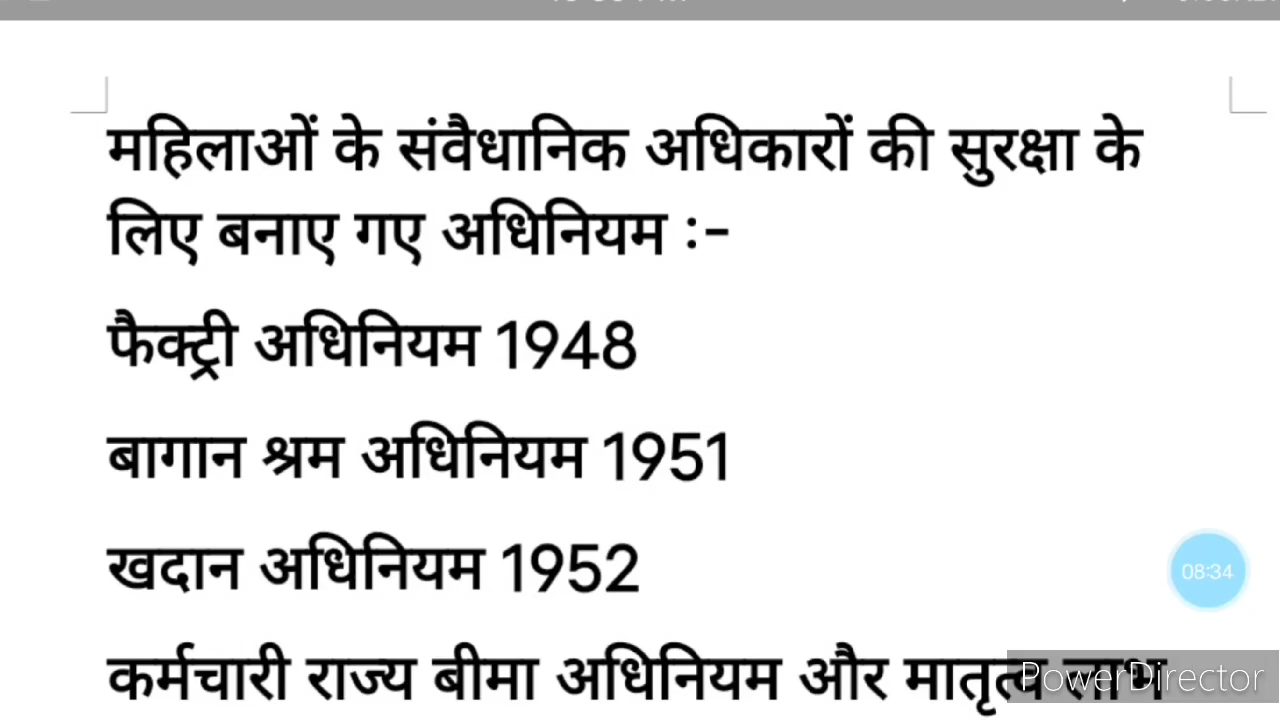 महिलाओं के संवैधानिक अधिकारों की सुरक्षा के
लिए बनाए गए अधिनियम :-
फैक्ट्री अधिनियम 1948
बागान श्रम अधिनियम 1951
खदान अधिनियम 1952
08:34
कर्मचारी राज्य बीमा अधिनियम और मातृत्व लाभ
PowerDirector